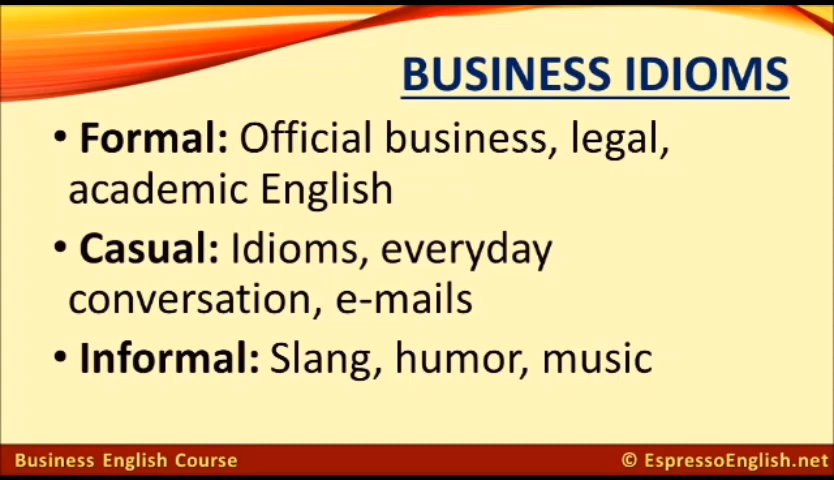 BUSINESS IDIOMS
• Formal: Official business, legal,
academic English
• Casual: Idioms, everyday
conversation, e-mails
• Informal: Slang, humor, music
Business English Course
© EspressoEnglish.net